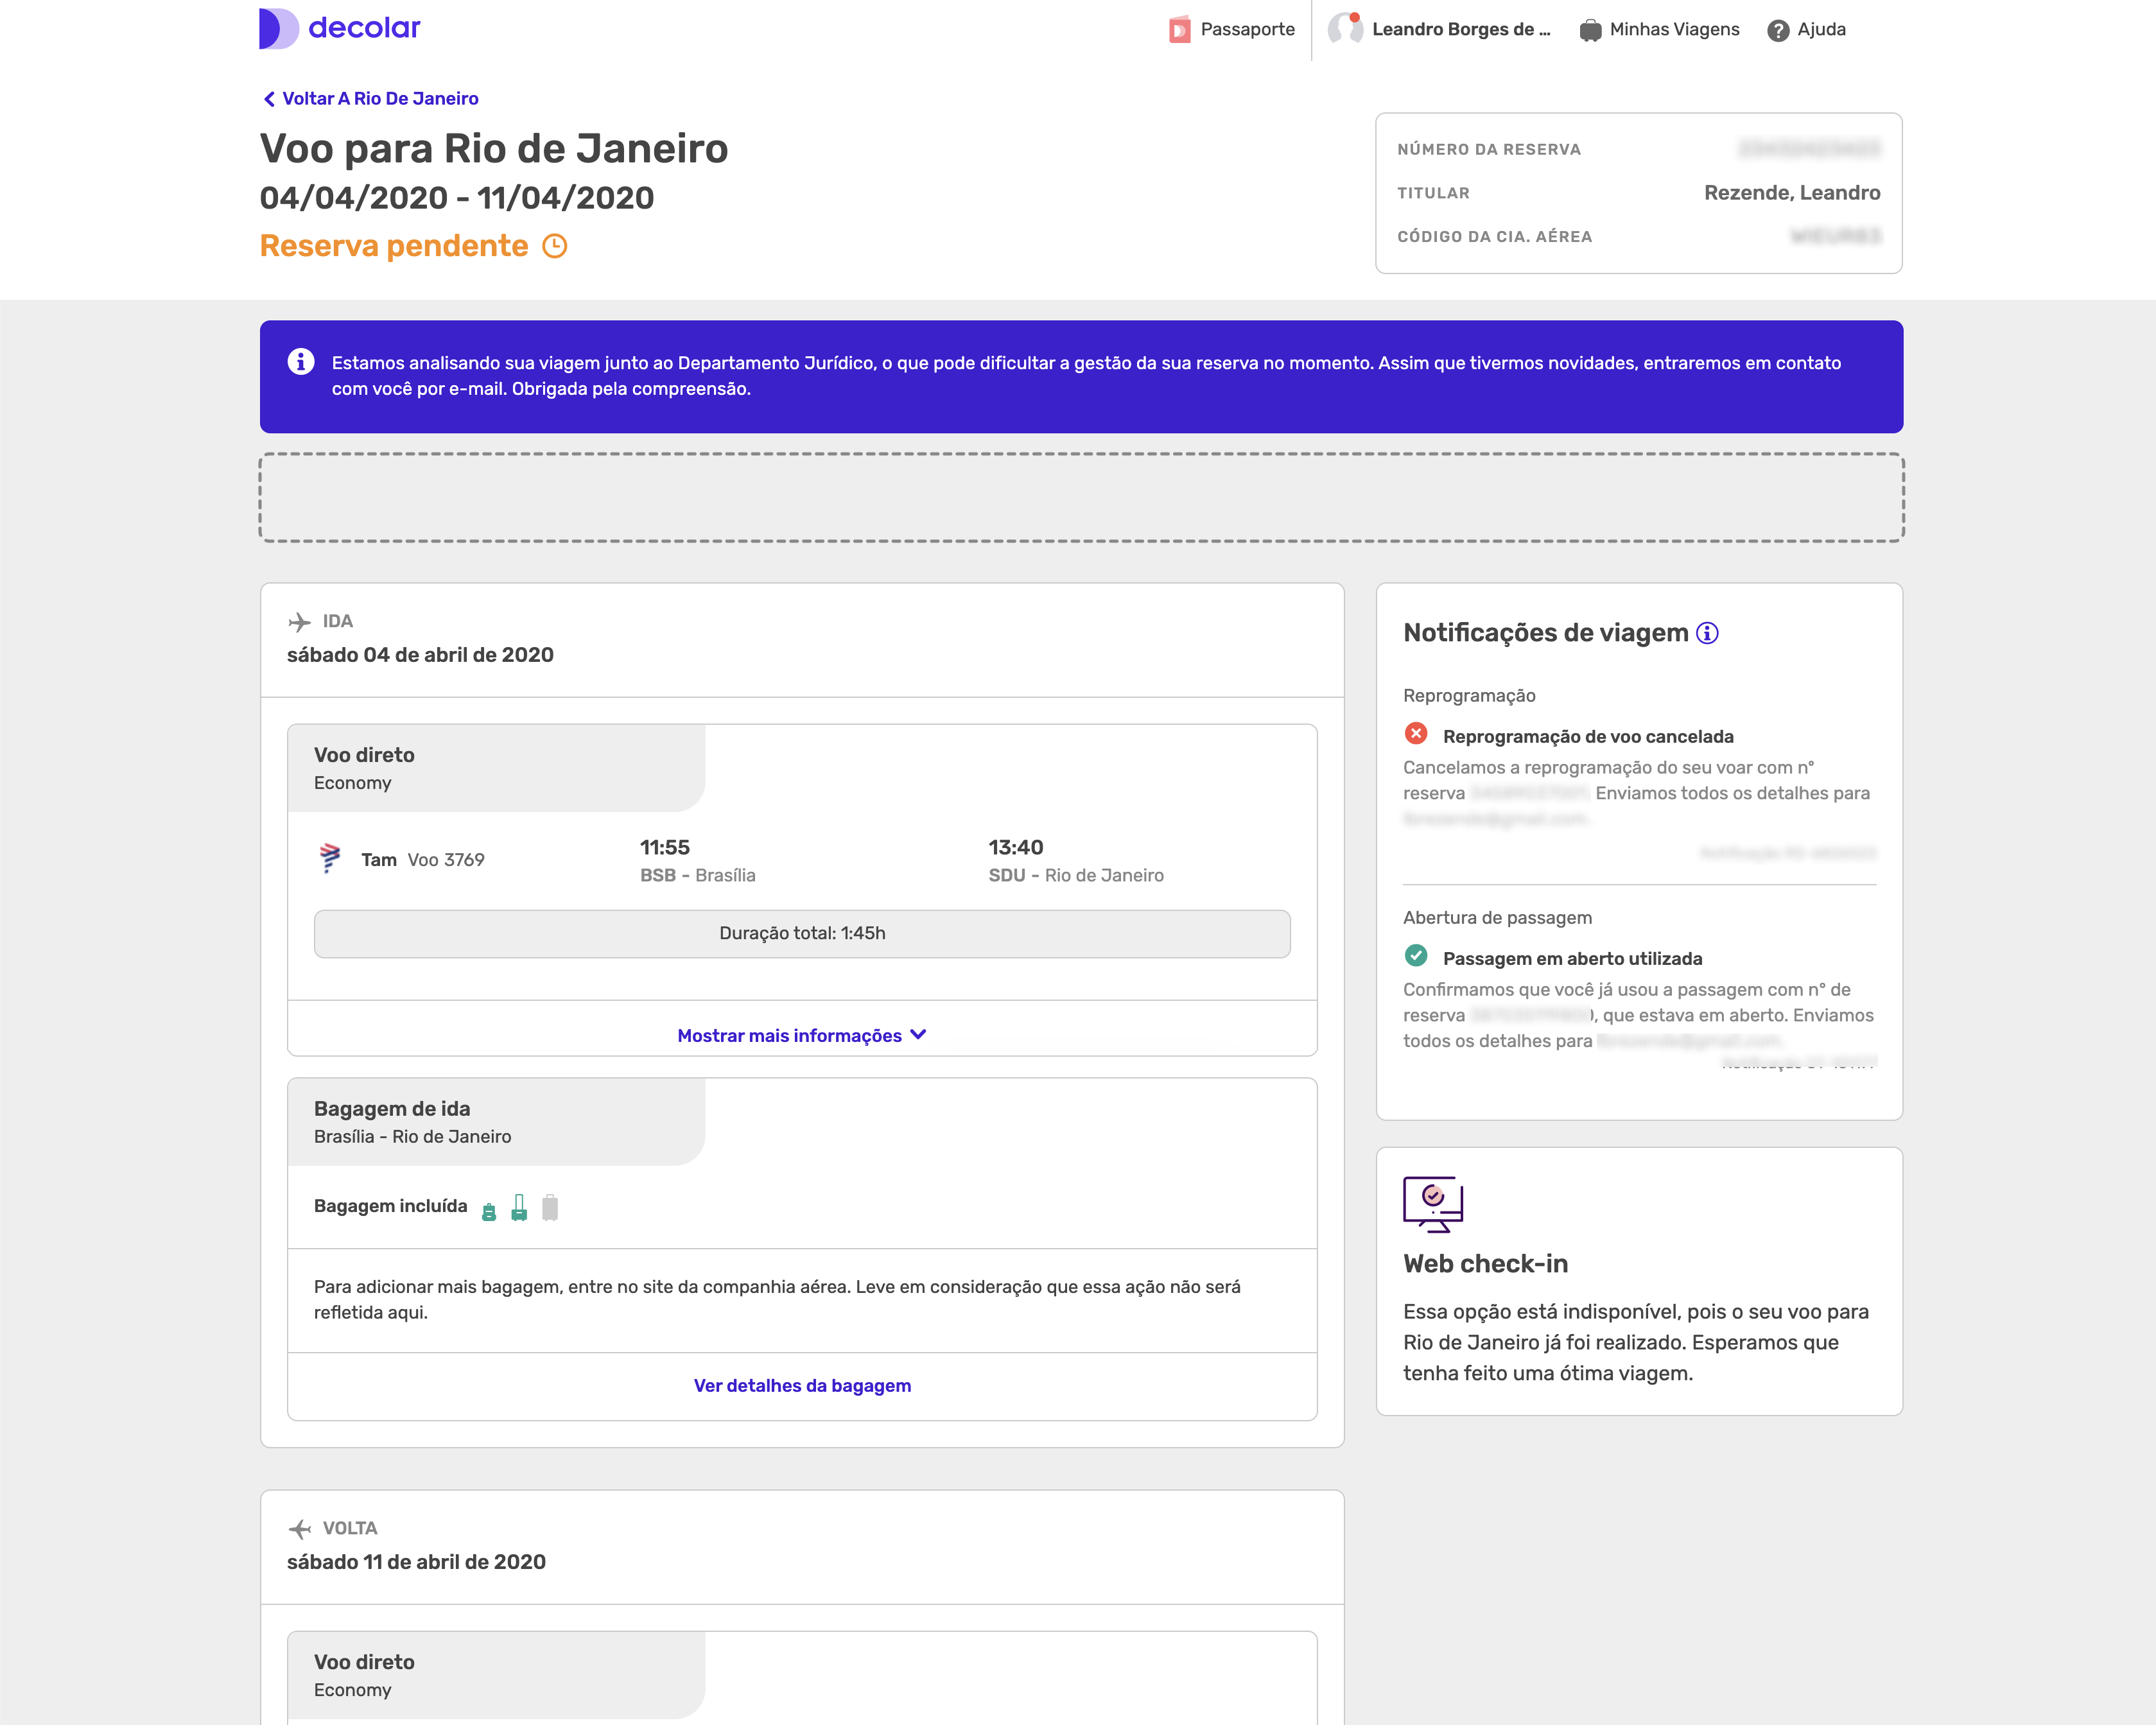 decolar
Passaporte
Leandro Borges de ...
Minhas Viagens
Ajuda
Voltar A Rio De Janeiro
Voo para Rio de Janeiro
04/04/2020 - 11/04/2020
Reserva pendente
NÚMERO DA RESERVA
TITULAR Rezende, Leandro
CÓDIGO DA CIA. AÉREA
Estamos analisando sua viagem junto ao Departamento Jurídico, o que pode dificultar a gestão da sua reserva no momento. Assim que tivermos novidades, entraremos em contato
com você por e-mail. Obrigada pela compreensão.
IDA
sábado 04 de abril de 2020
Voo direto
Economy
Tam Voo 3769
11:55
BSB - Brasília
13:40
SDU - Rio de Janeiro
Duração total: 1:45h
Mostrar mais informações
Bagagem de ida
Brasília - Rio de Janeiro
Bagagem incluída
Para adicionar mais bagagem, entre no site da companhia aérea. Leve em consideração que essa ação não será
refletida aqui.
Ver detalhes da bagagem
VOLTA
sábado 11 de abril de 2020
Voo direto
Economy
Notificações de viagem
Reprogramação
Reprogramação de voo cancelada
Cancelamos a reprogramação do seu voar com n°
reserva Enviamos todos os detalhes para
Abertura de passagem
Passagem em aberto utilizada
Confirmamos que você já usou a passagem com n° de
reserva , que estava em aberto. Enviamos
todos os detalhes para
Web check-in
Essa opção está indisponível, pois o seu voo para
Rio de Janeiro já foi realizado. Esperamos que
tenha feito uma ótima viagem.